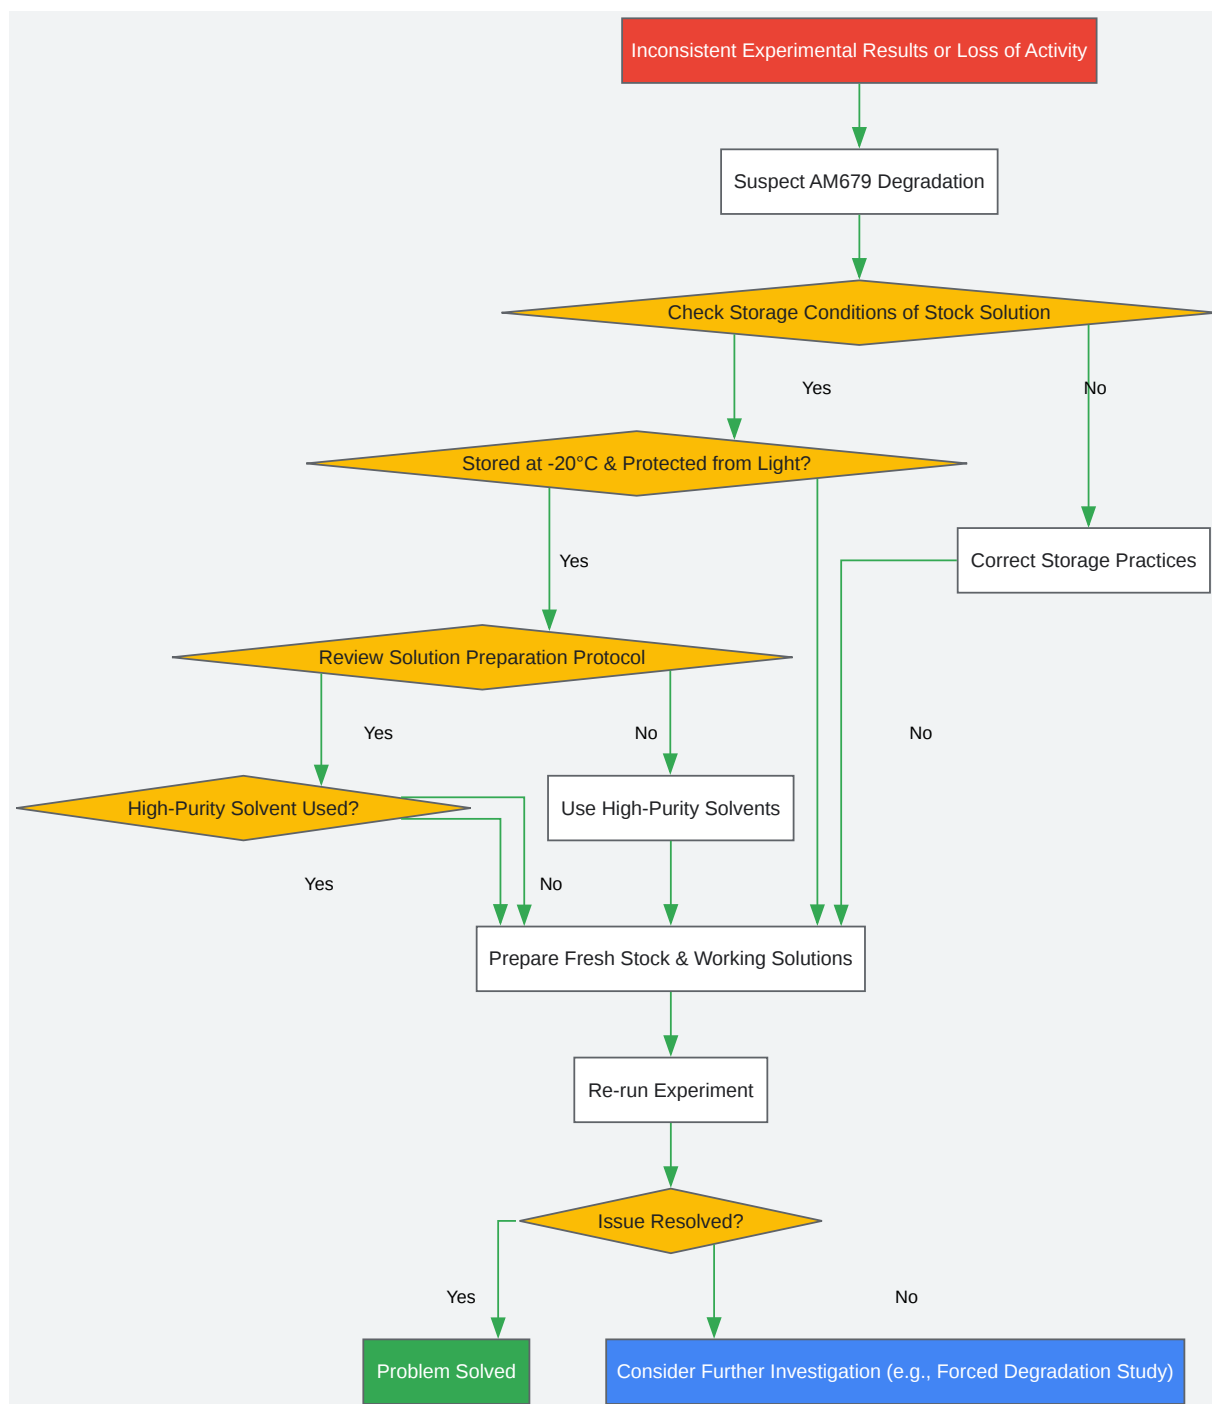 Inconsistent Experimental Results or Loss of Activity
Suspect AM679 Degradation
Check Storage Conditions of Stock Solution
Yes
No
Stored at -20°C & Protected from Light?
Yes
Correct Storage Practices
Review Solution Preparation Protocol
Yes
No
No
High-Purity Solvent Used?
Use High-Purity Solvents
Yes
No
Prepare Fresh Stock & Working Solutions
Re-run Experiment
Issue Resolved?
Yes
No
Problem Solved
Consider Further Investigation (e.g., Forced Degradation Study)